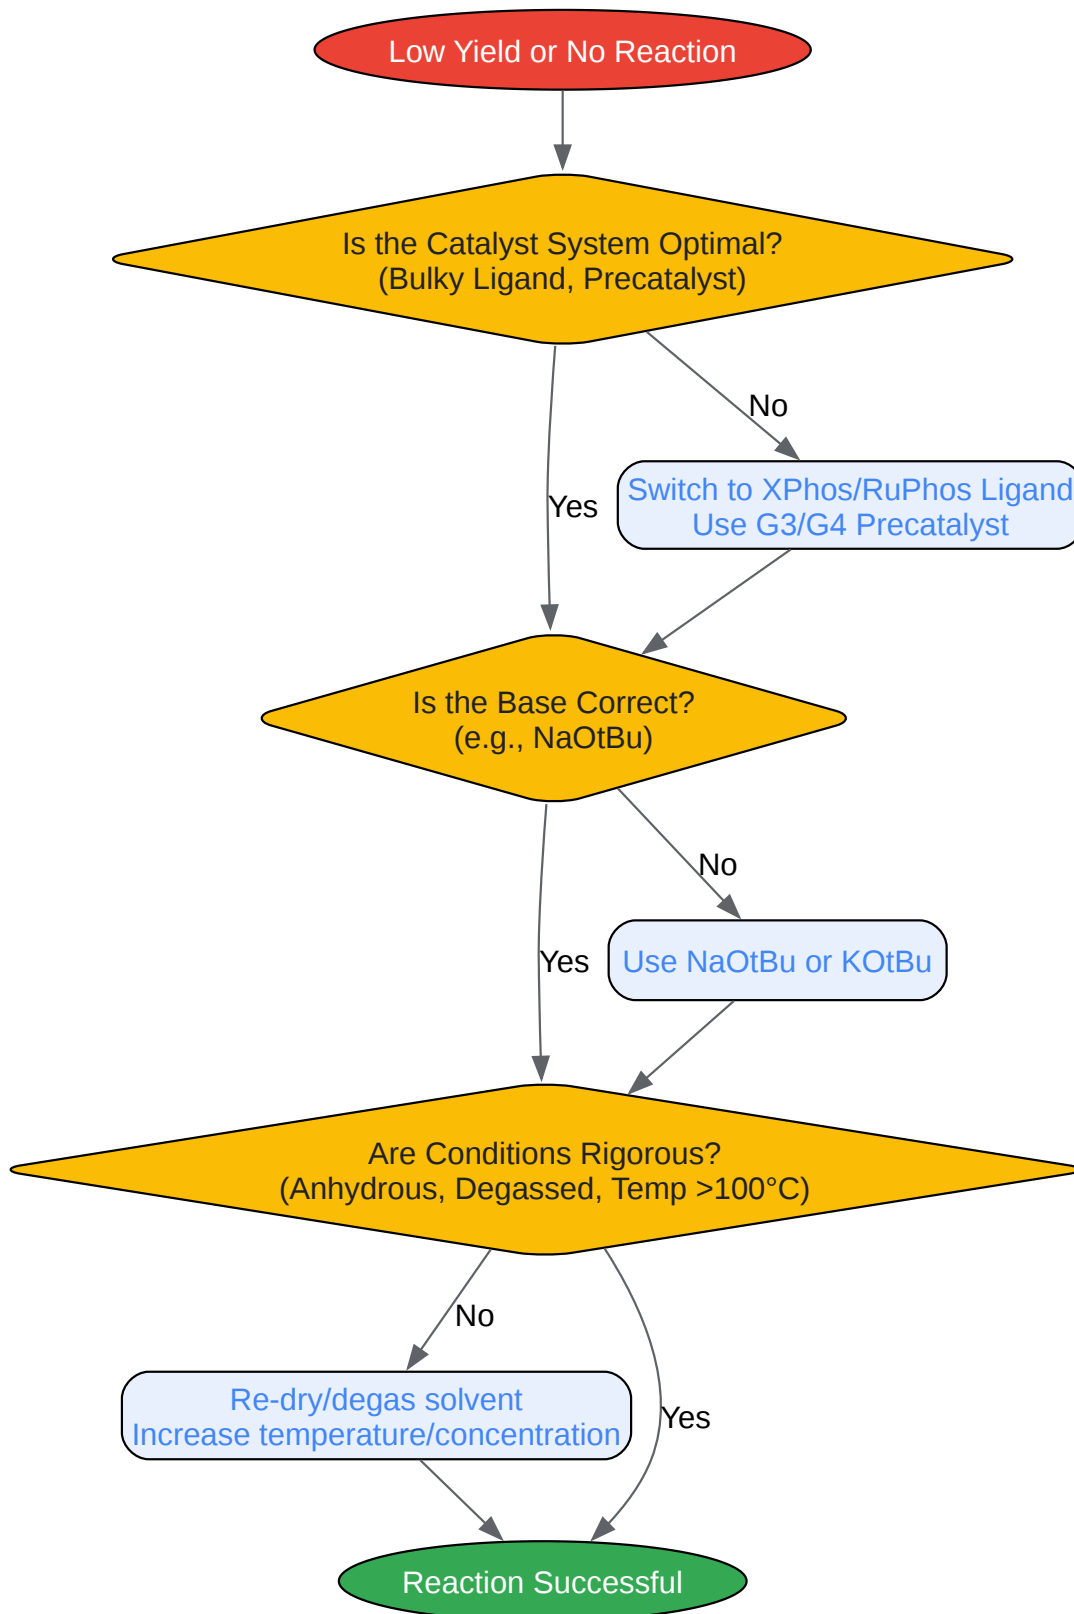 Low Yield or No Reaction
Is the Catalyst System Optimal?
(Bulky Ligand, Precatalyst)
No
Switch to XPhos/RuPhos Ligand
Use G3/G4 Precatalyst
Yes
Is the Base Correct?
(e.g., NaOtBu)
No
Use NaOtBu or KOtBu
Yes
Are Conditions Rigorous?
(Anhydrous, Degassed, Temp >100°C)
No
Re-dry/degas solvent
Increase temperature/concentration
Yes
Reaction Successful